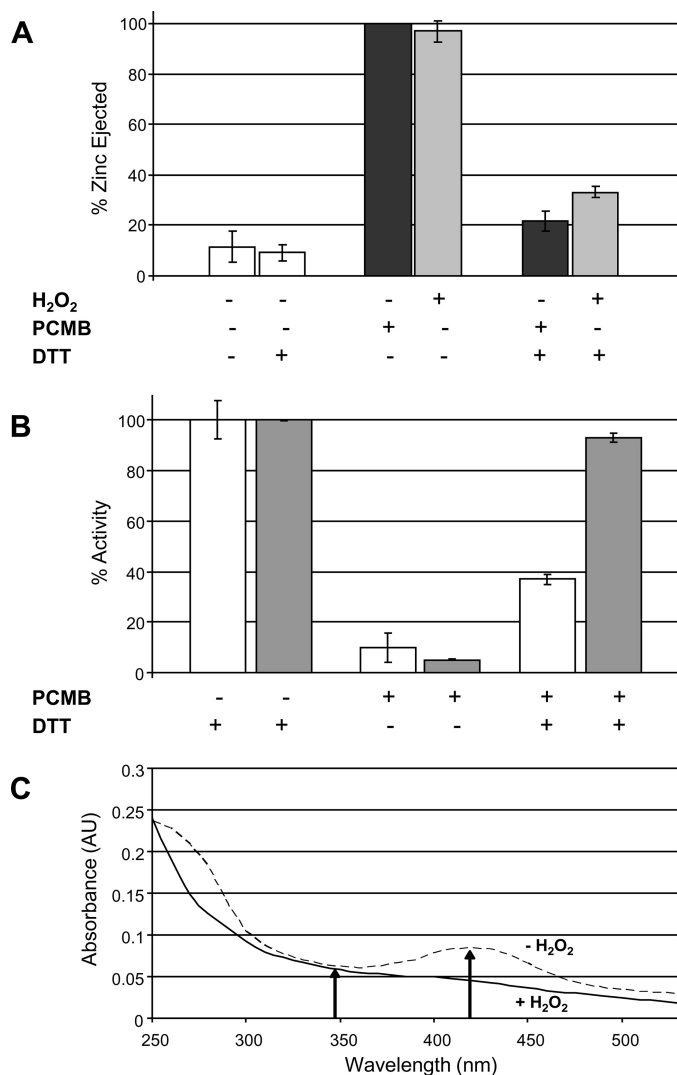 A
% Zinc Ejected
100
80
60
40
20
0
H₂O₂ - - - + - +
PCMB - - + - + -
DTT - + - - + +
B
% Activity
100
80
60
40
20
0
PCMB - - + + + +
DTT + + - - + +
C
Absorbance (AU)
0.3
0.25
0.2
0.15
0.1
0.05
0
- H₂O₂
+ H₂O₂
250 300 350 400 450 500
Wavelength (nm)